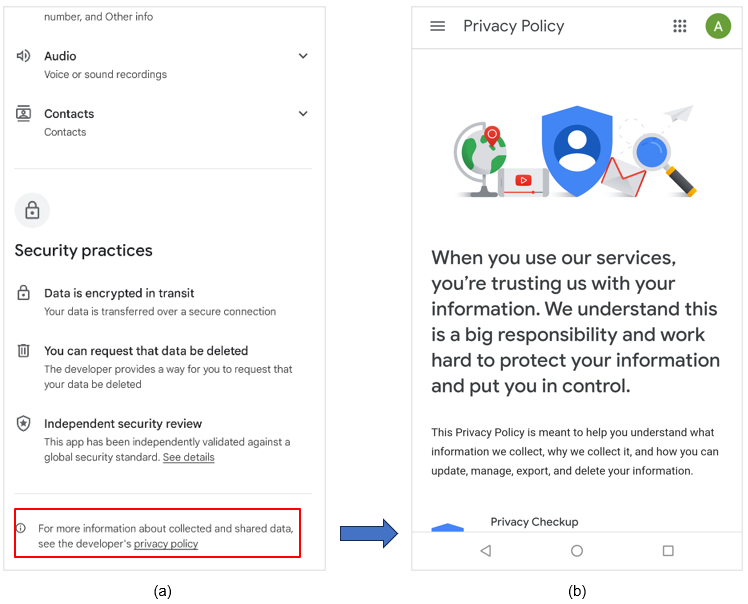 number, and Other info
Audio
Voice or sound recordings
Contacts
Contacts
Security practices
Data is encrypted in transit
Your data is transferred over a secure connection
You can request that data be deleted
The developer provides a way for you to request that
your data be deleted
Independent security review
This app has been independently validated against a
global security standard. See details
For more information about collected and shared data,
see the developer's privacy policy
(a)
Privacy Policy
A
When you use our services,
you're trusting us with your
information. We understand this
is a big responsibility and work
hard to protect your information
and put you in control.
This Privacy Policy is meant to help you understand what
information we collect, why we collect it, and how you can
update, manage, export, and delete your information.
Privacy Checkup
(b)